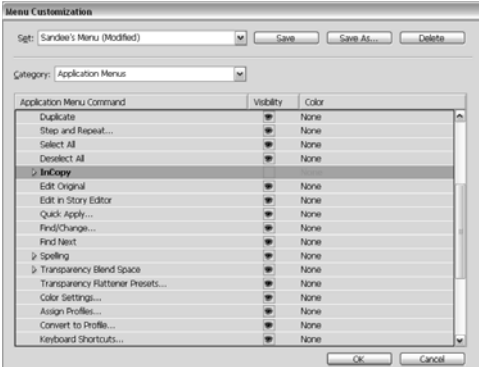 Menu Customization
Set: Sandee's Menu (Modified) Save Save As... Delete
Category: Application Menus
Application Menu Command Visibility Color
Duplicate None
Step and Repeat... None
Select All None
Deselect All None
InCopy None
Edit Original None
Edit in Story Editor None
Quick Apply... None
Find/Change... None
Find Next None
Spelling None
Transparency Blend Space None
Transparency Flattener Presets... None
Color Settings... None
Assign Profiles... None
Convert to Profile... None
Keyboard Shortcuts... None
OK Cancel